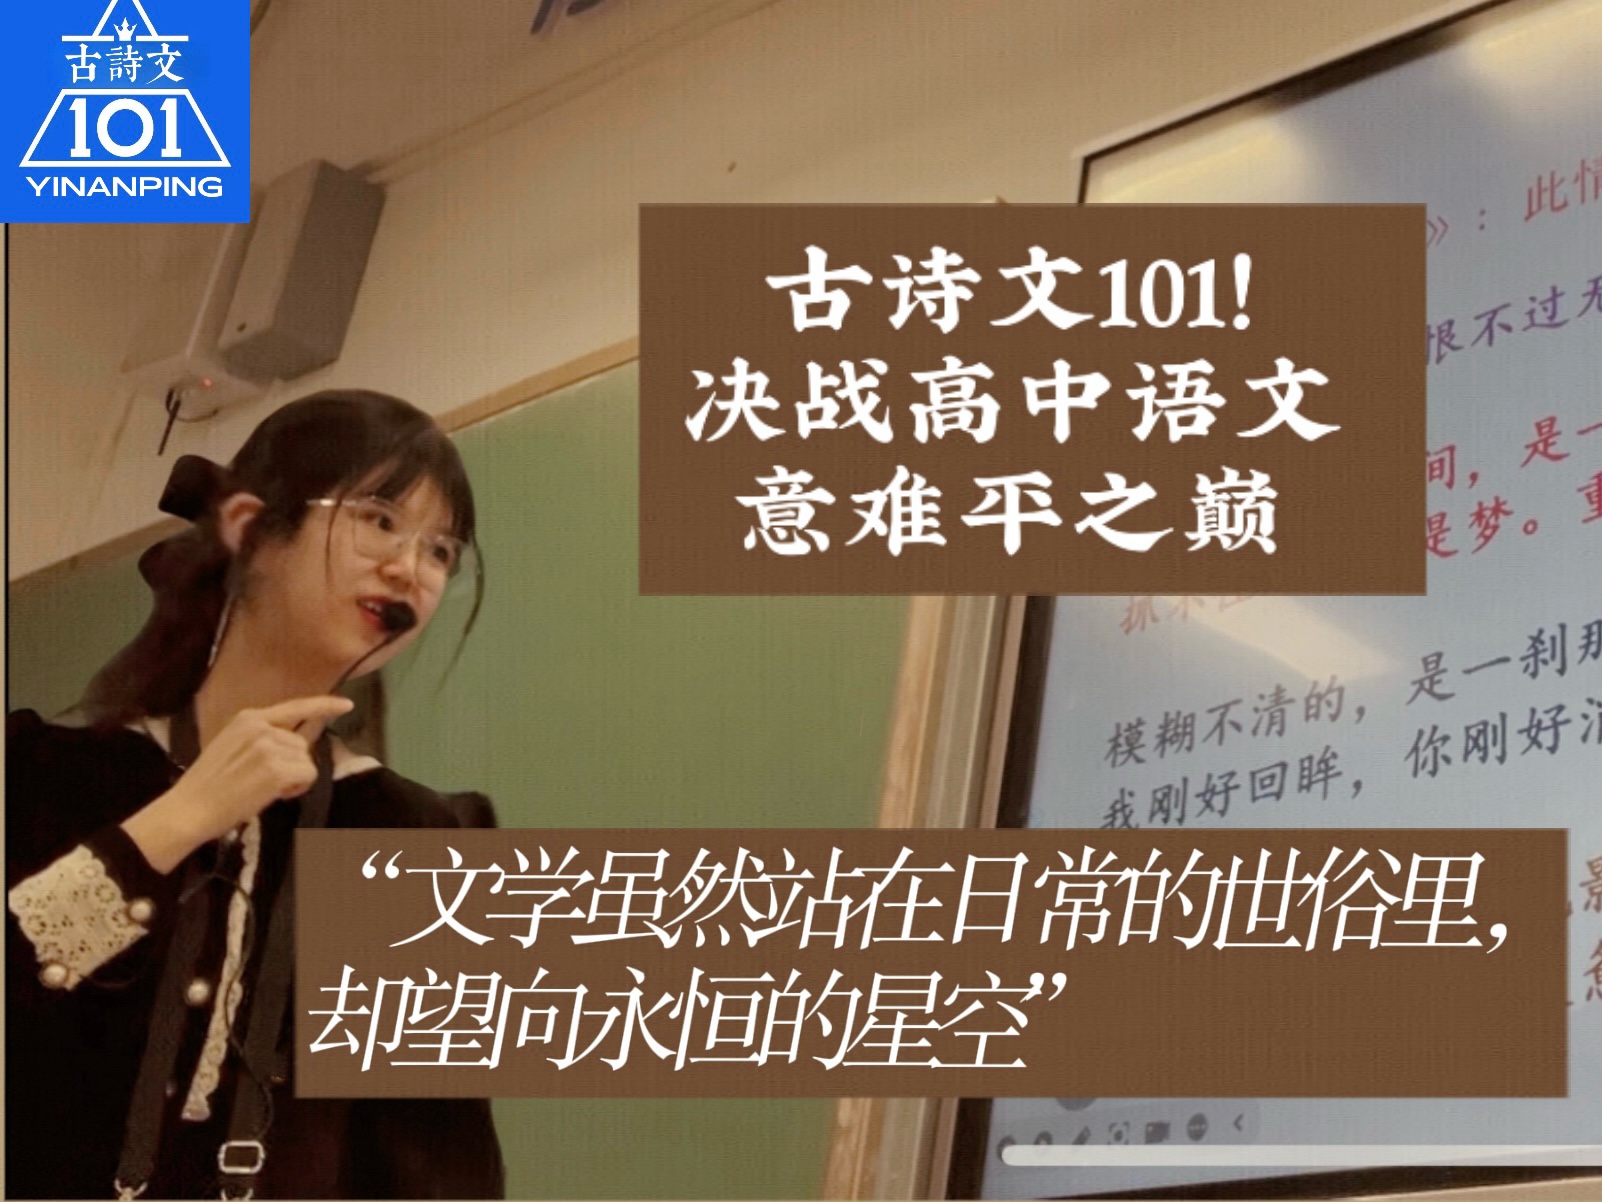 古詩文
101
YINANPING
古诗文101!
决战高中语文
意难平之巅
》：此情
恨不过无
间，是一
是梦。重
是一刹那
模糊不清的，
你刚好消
我刚好回眸，
“文学虽然站在日常的世俗里，
却望向永恒的星空”